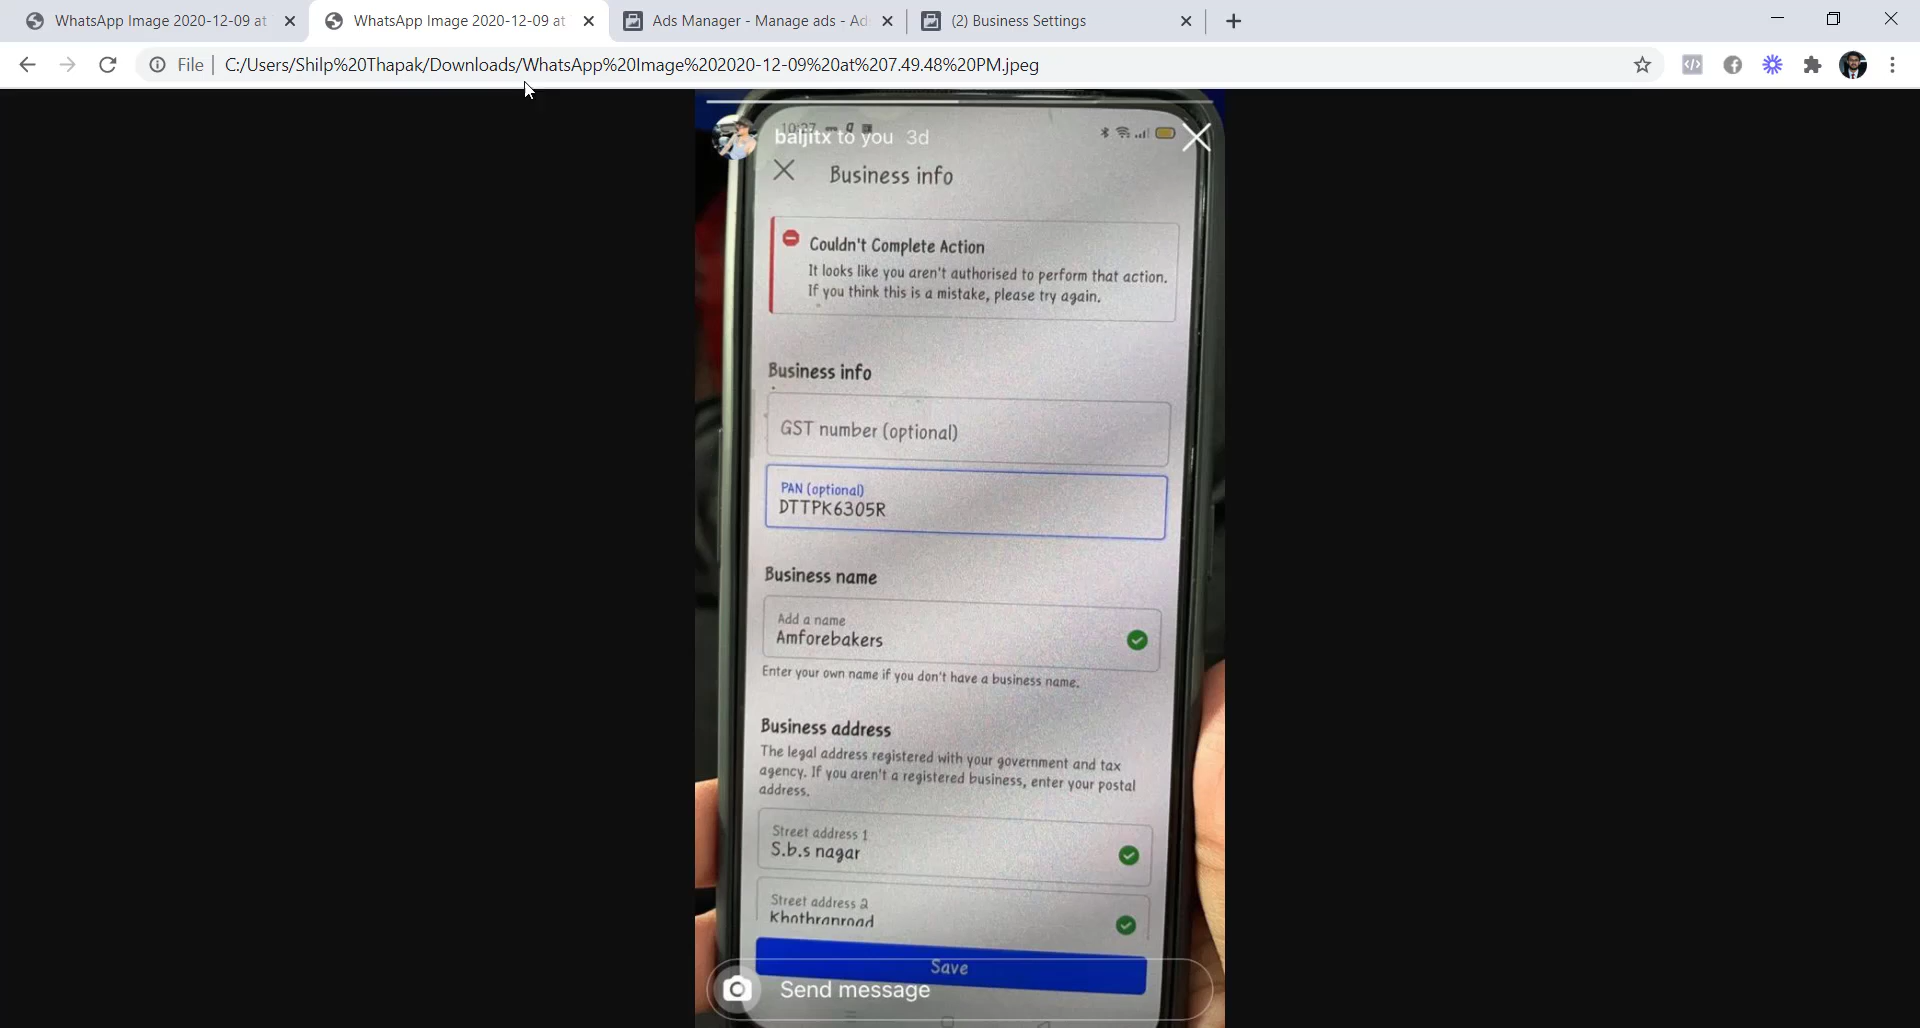 WhatsApp Image 2020-12-09 at
WhatsApp Image 2020-12-09 at
Ads Manager - Manage ads - Ad
(2) Business Settings
File
C:/Users/Shilp%20Thapak/Downloads/WhatsApp%20Image%202020-12-09%20at%207.49.48%20PM.jpeg
10:27
baljitx to you 3d
Business info
Couldn't Complete Action
It looks like you aren't authorised to perform that action.
If you think this is a mistake, please try again.
Business info
GST number (optional)
PAN (optional)
DTTPK6305R
Business name
Add a name
Amforebakers
Enter your own name if you don't have a business name.
Business address
The legal address registered with your government and tax
agency. If you aren't a registered business, enter your postal
address.
Street address 1
S.b.s nagar
Street address 2
Khothranroad
Save
Send message